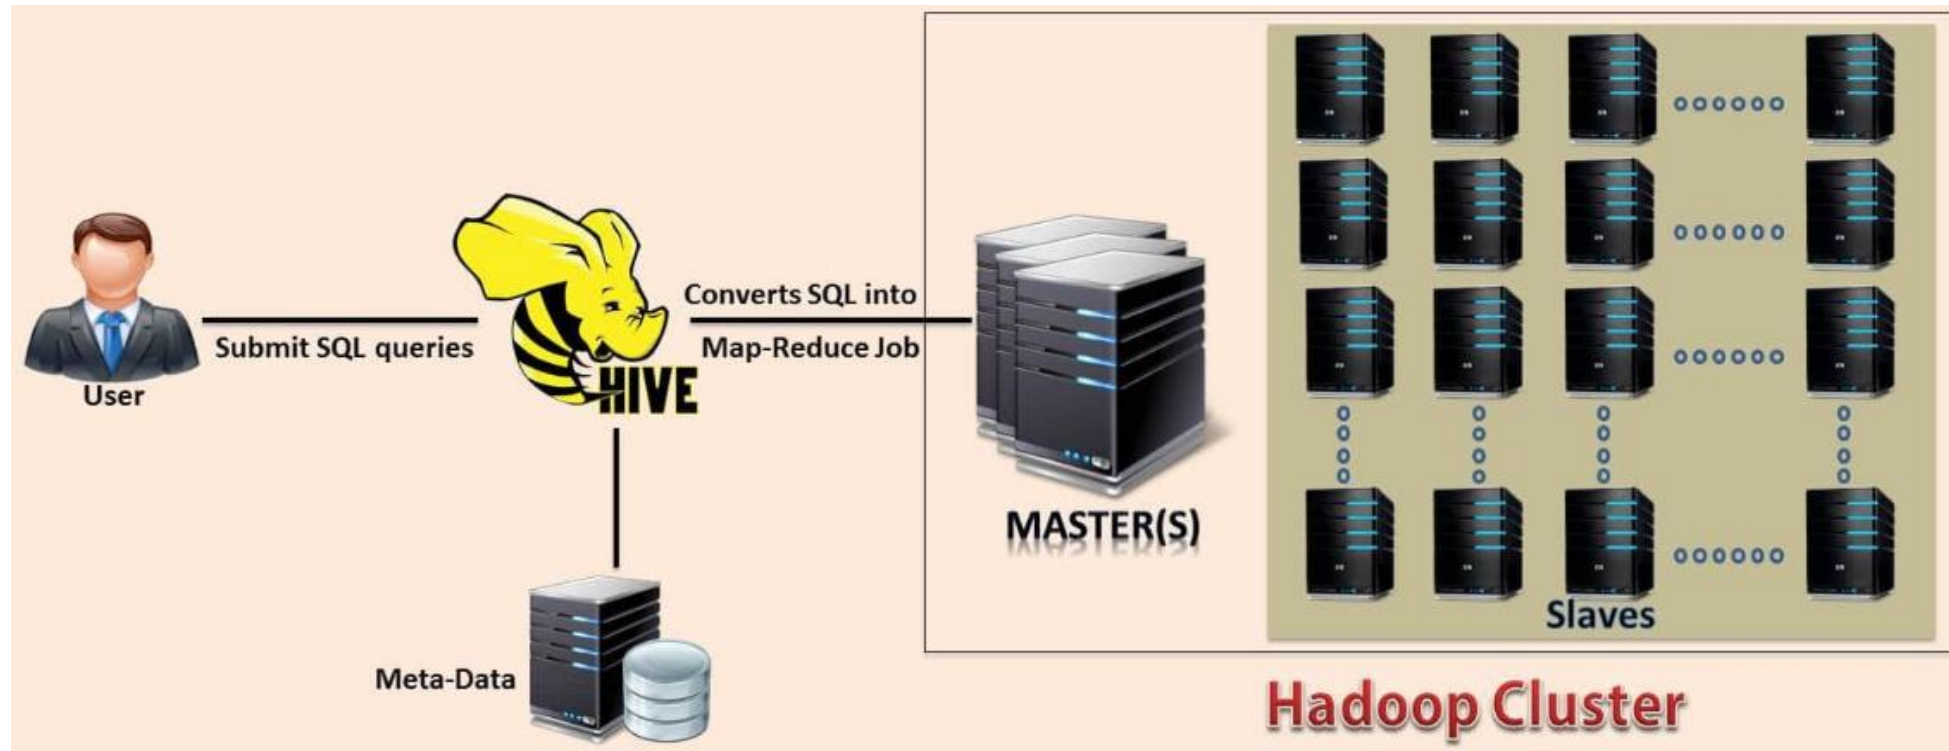 User
Submit SQL queries
HIVE
Converts SQL into
Map-Reduce Job
Meta-Data
MASTER(S)
Slaves
Hadoop Cluster